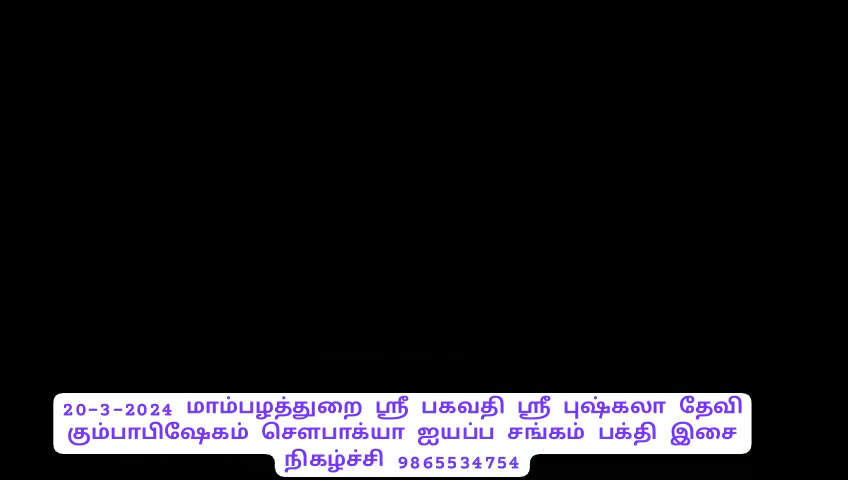 20-3-2024 மாம்பழத்துறை ஸ்ரீ பகவதி ஸ்ரீ புஷ்கலா தேவி
கும்பாபிஷேகம் சௌபாக்யா ஐயப்ப சங்கம் பக்தி இசை
நிகழ்ச்சி 9865534754